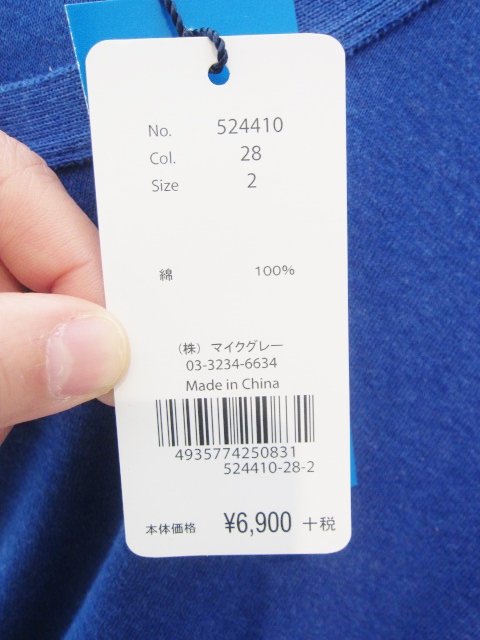 No. 524410
Col. 28
Size 2
綿 100%
(株) マイクグレー
03-3234-6634
Made in China
4935774250831
524410-28-2
本体価格 ¥6,900 +税